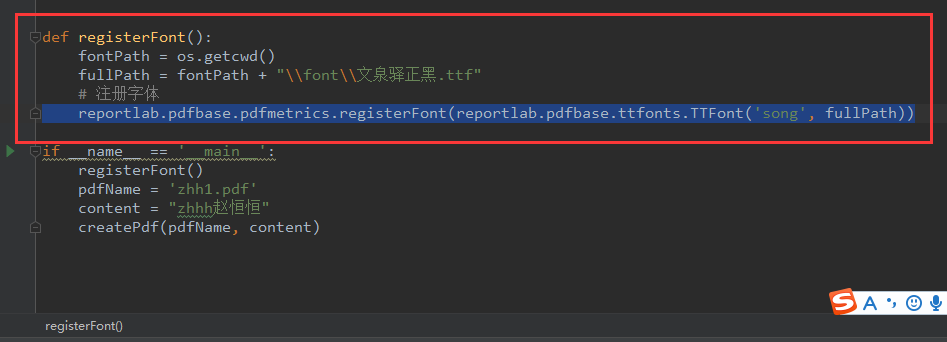 def registerFont():
    fontPath = os.getcwd()
    fullPath = fontPath + "\\font\\文泉驿正黑.ttf"
    # 注册字体
    reportlab.pdfbase.pdfmetrics.registerFont(reportlab.pdfbase.ttfonts.TTFont('song', fullPath))
if __name__ == '__main__':
    registerFont()
    pdfName = 'zhh1.pdf'
    content = "zhhh赵恒恒"
    createPdf(pdfName, content)
S A
registerFont()